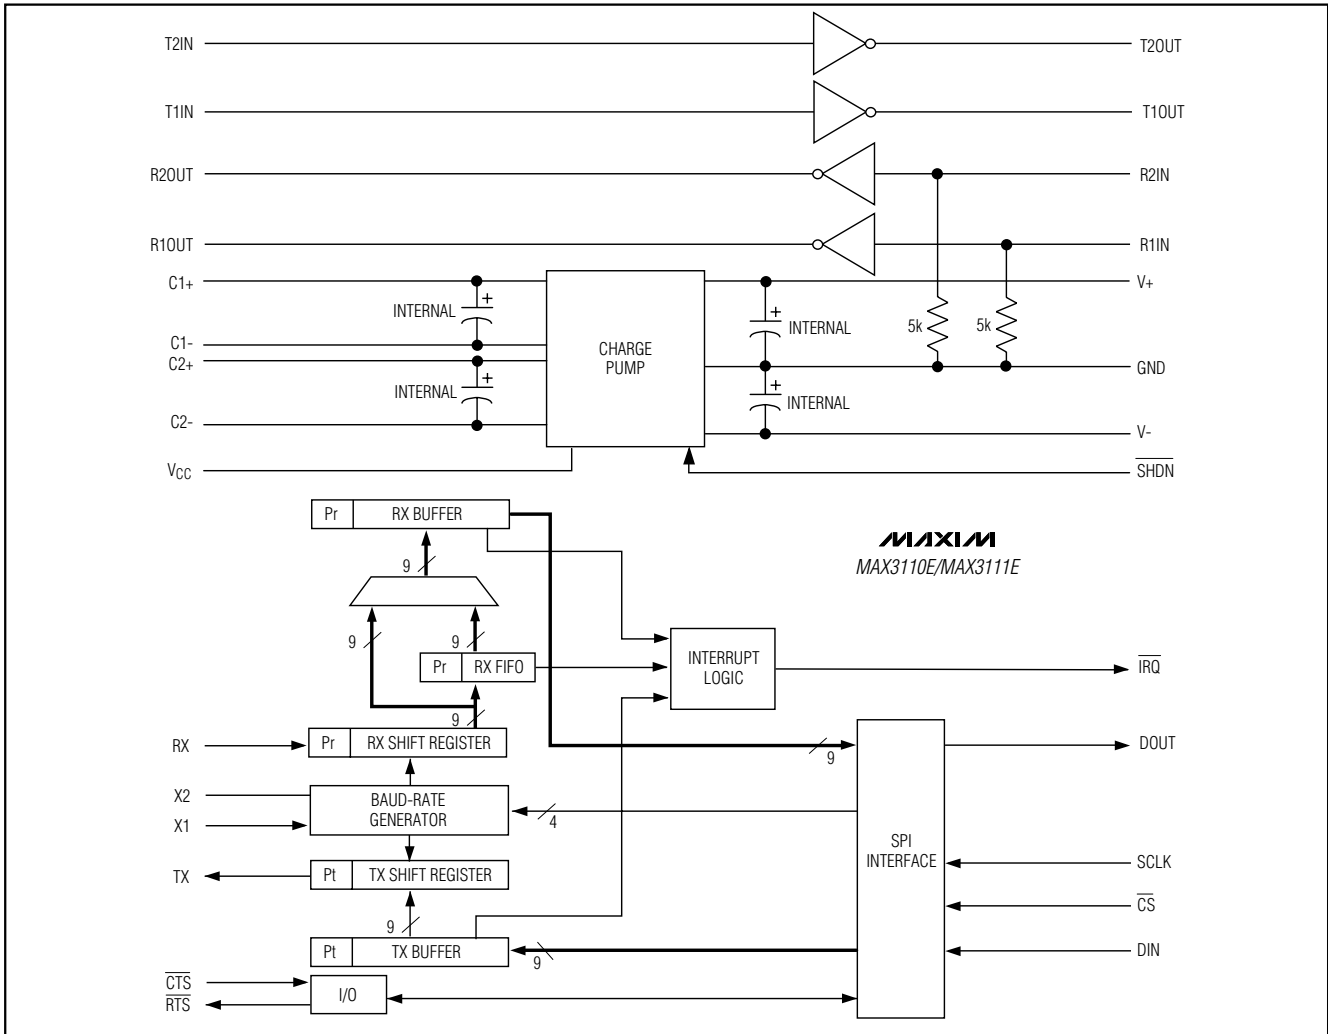 T2IN
T2OUT
T1IN
T1OUT
R2OUT
R2IN
R1OUT
R1IN
C1+
V+
INTERNAL
+
+
INTERNAL
5k
5k
C1-
C2+
CHARGE
PUMP
GND
INTERNAL
+
+
INTERNAL
C2-
V-
VCC
SHDN
Pr
RX BUFFER
MAXIM
MAX3110E/MAX3111E
9
9
9
Pr
RX FIFO
INTERRUPT
LOGIC
IRQ
9
RX
Pr
RX SHIFT REGISTER
9
DOUT
X2
X1
BAUD-RATE
GENERATOR
4
SPI
INTERFACE
TX
Pt
TX SHIFT REGISTER
SCLK
CS
9
Pt
TX BUFFER
9
DIN
CTS
RTS
I/O